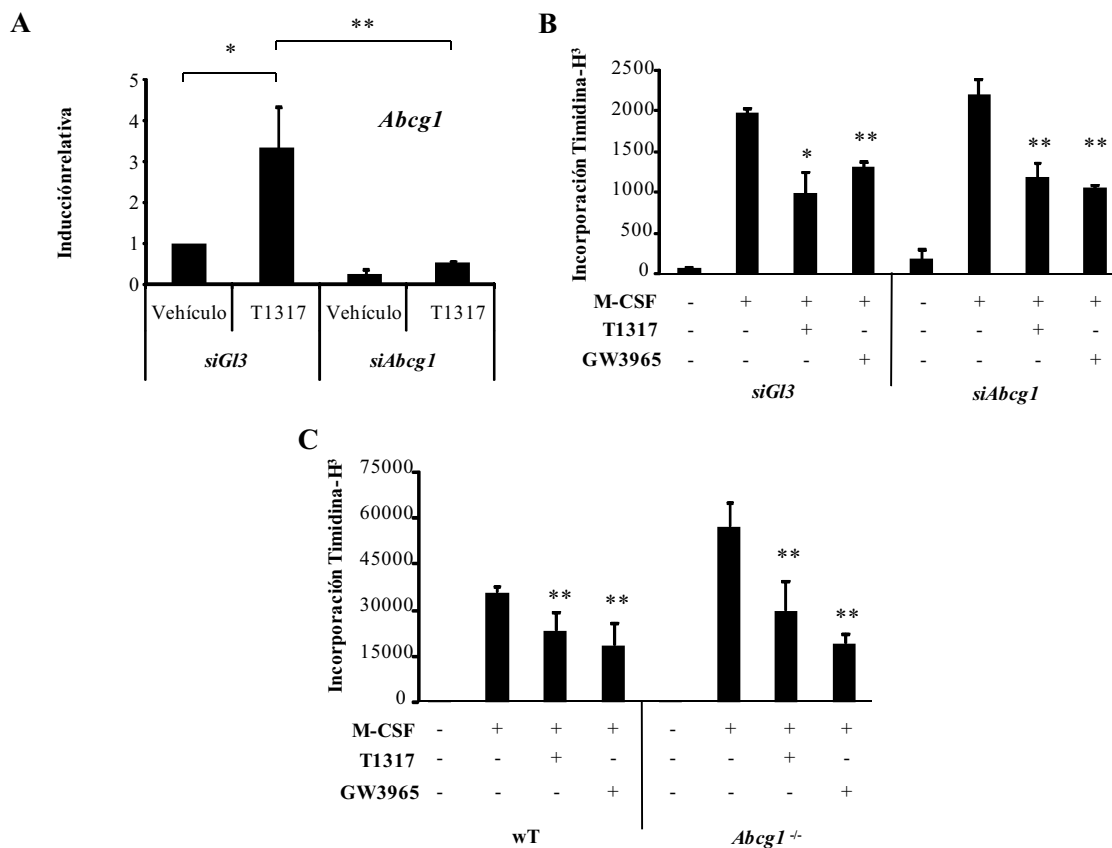 A
*
**
Abcg1
Inducciónrelativa
5
4
3
2
1
0
Vehículo T1317 Vehículo T1317
siGl3 siAbcg1
B
Incorporación Timidina-H³
2500
2000
1500
1000
500
0
* ** ** **
M-CSF - + + + - + + +
T1317 - - + - - - + -
GW3965 - - - + - - - +
siGl3 siAbcg1
C
Incorporación Timidina-H³
75000
60000
45000
30000
15000
0
** ** ** **
M-CSF - + + + - + + +
T1317 - - + - - - + -
GW3965 - - - + - - - +
wT Abcg1 -/-